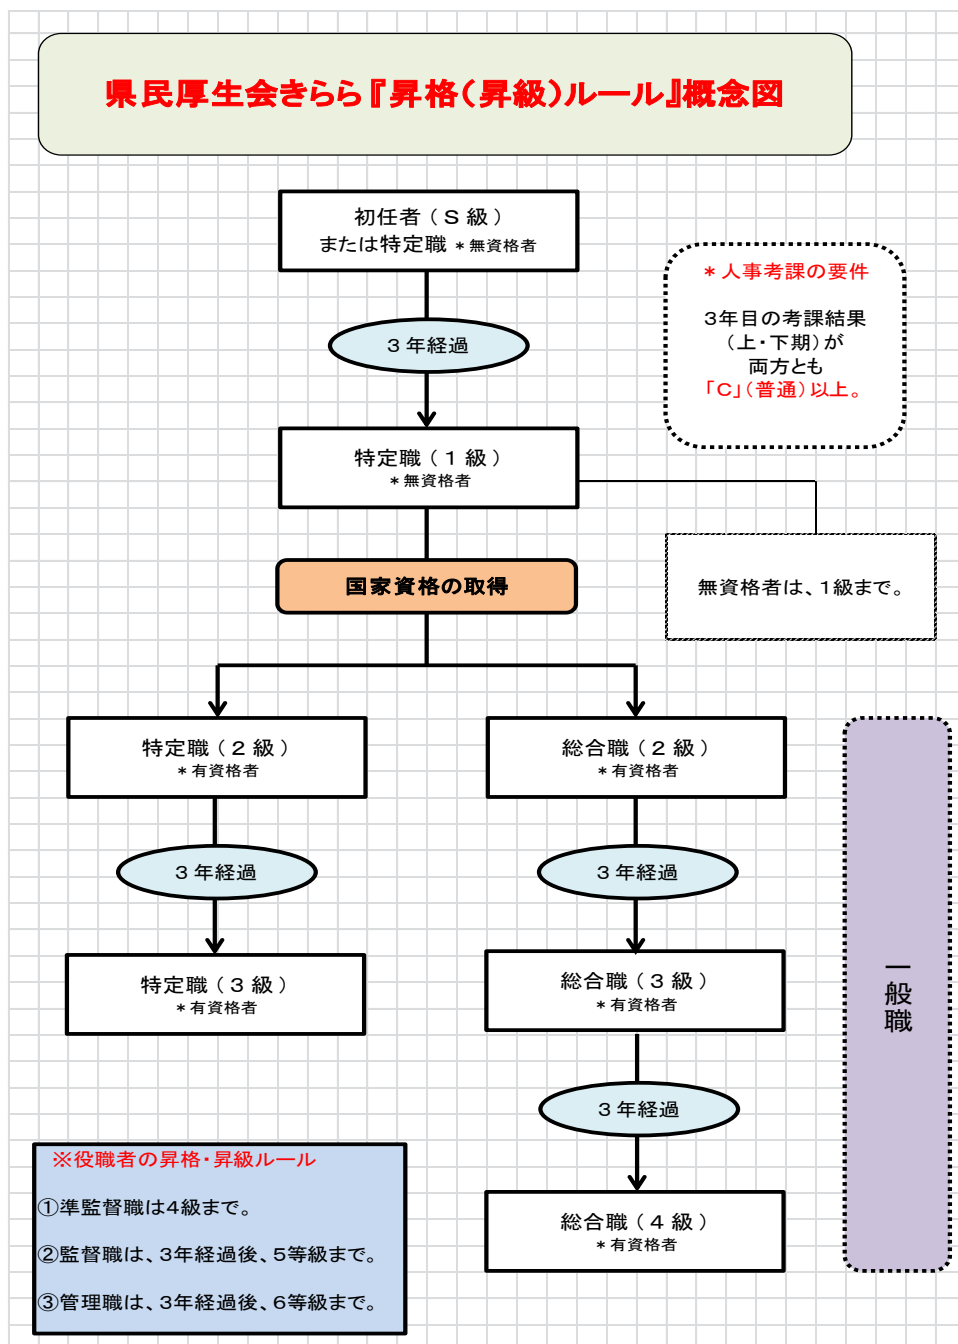 県民厚生会きらら『昇格(昇級)ルール』概念図
初任者(S級)
または特定職 *無資格者
*人事考課の要件
3年目の考課結果
(上・下期)が
両方とも
「C」(普通)以上。
3年経過
特定職(1級)
*無資格者
無資格者は、1級まで。
国家資格の取得
特定職(2級)
*有資格者
総合職(2級)
*有資格者
3年経過
3年経過
特定職(3級)
*有資格者
総合職(3級)
*有資格者
一般職
3年経過
総合職(4級)
*有資格者
※役職者の昇格・昇級ルール
①準監督職は4級まで。
②監督職は、3年経過後、5等級まで。
③管理職は、3年経過後、6等級まで。